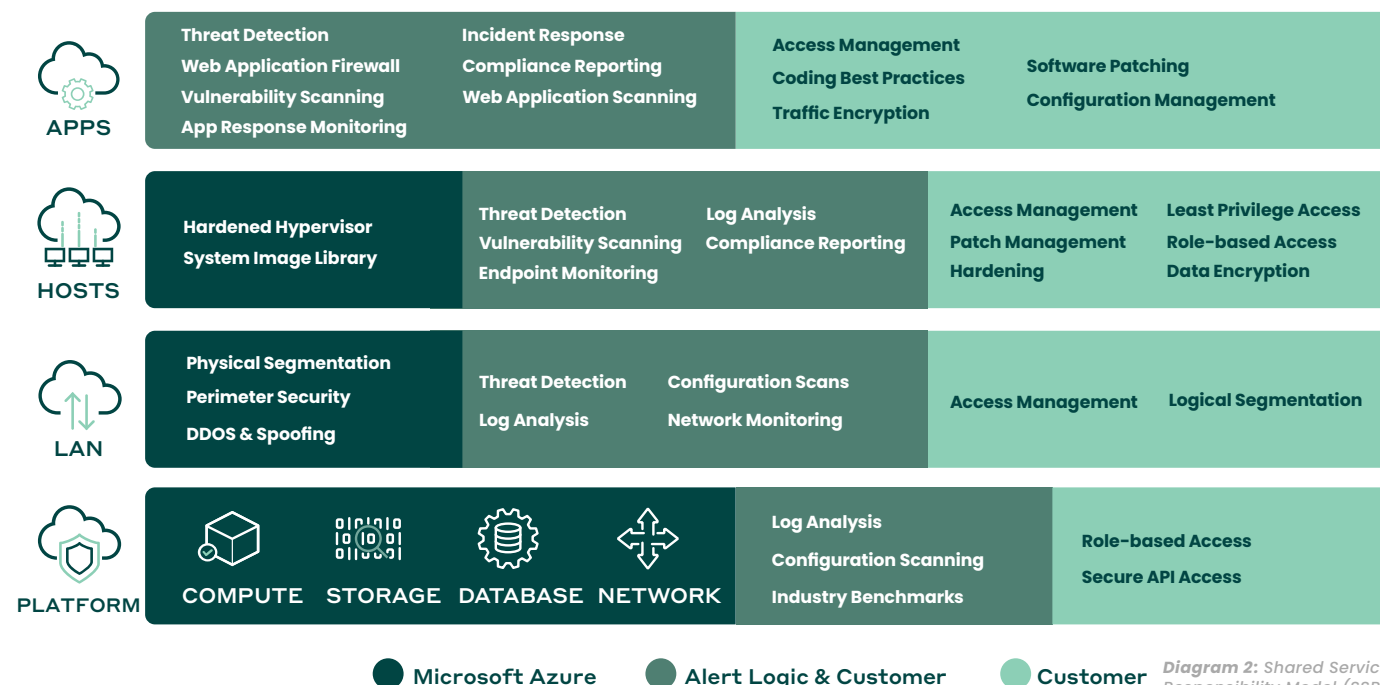 APPS
Threat Detection
Web Application Firewall
Vulnerability Scanning
App Response Monitoring
Incident Response
Compliance Reporting
Web Application Scanning
Access Management
Coding Best Practices
Traffic Encryption
Software Patching
Configuration Management
HOSTS
Hardened Hypervisor
System Image Library
Threat Detection
Vulnerability Scanning
Endpoint Monitoring
Log Analysis
Compliance Reporting
Access Management
Patch Management
Hardening
Least Privilege Access
Role-based Access
Data Encryption
LAN
Physical Segmentation
Perimeter Security
DDOS & Spoofing
Threat Detection
Log Analysis
Configuration Scans
Network Monitoring
Access Management
Logical Segmentation
PLATFORM
COMPUTE
STORAGE
DATABASE
NETWORK
Log Analysis
Configuration Scanning
Industry Benchmarks
Role-based Access
Secure API Access
Microsoft Azure
Alert Logic & Customer
Customer
Diagram 2: Shared Servic
Responsibility Model